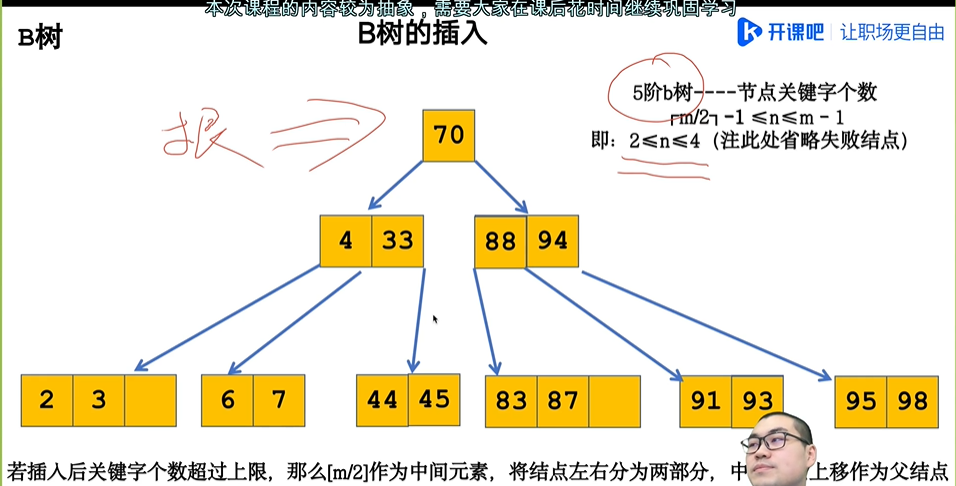 本次课程的内容较为抽象，需要大家在课后花时间继续巩固学习
B树
B树的插入
开课吧 | 让职场更自由
5阶b树----节点关键字个数
┌m/2┐-1 ≤n≤m-1
即：2≤n≤4 (注此处省略失败结点)
根
70
4 33
88 94
2 3
6 7
44 45
83 87
91 93
95 98
若插入后关键字个数超过上限，那么[m/2]作为中间元素，将结点左右分为两部分，中 上移作为父结点